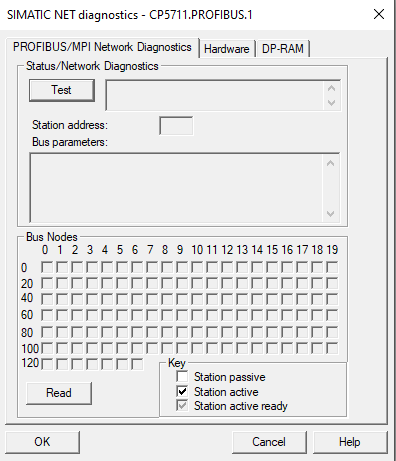 SIMATIC NET diagnostics - CP5711.PROFIBUS.1
PROFIBUS/MPI Network Diagnostics Hardware DP-RAM
Status/Network Diagnostics
Test
Station address:
Bus parameters:
Bus Nodes
0 1 2 3 4 5 6 7 8 9 10 11 12 13 14 15 16 17 18 19
0
20
40
60
80
100
120
Key
Read
Station passive
Station active
Station active ready
OK Cancel Help